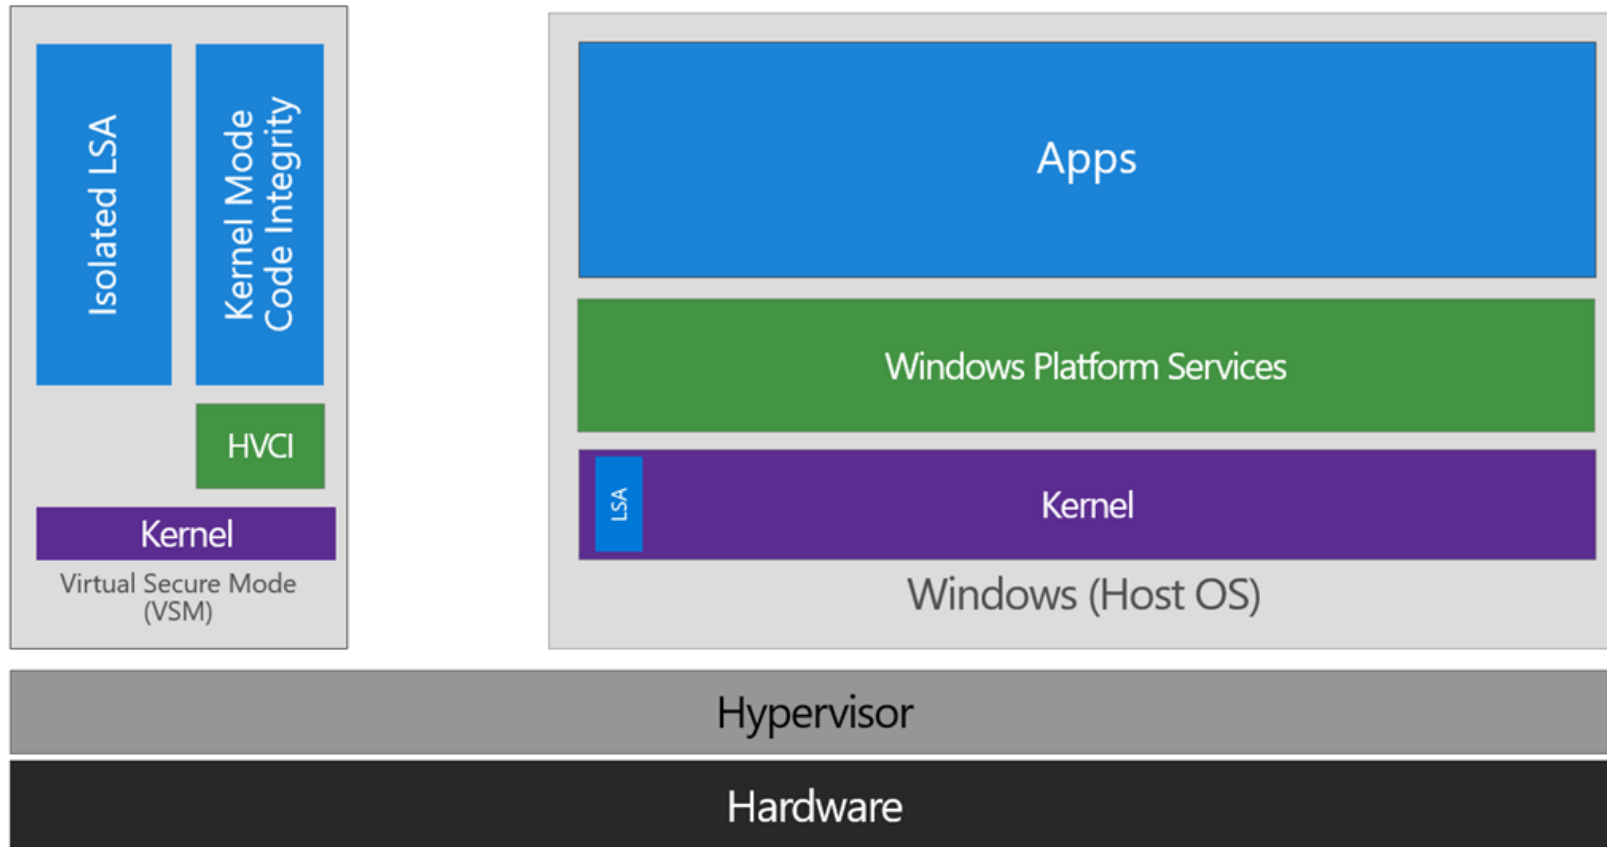 Isolated LSA
Kernel Mode
Code Integrity
HVCI
Kernel
Virtual Secure Mode
(VSM)
Apps
Windows Platform Services
LSA
Kernel
Windows (Host OS)
Hypervisor
Hardware